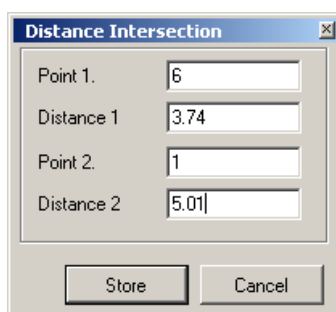 Distance Intersection
Point 1. 6
Distance 1 3.74
Point 2. 1
Distance 2 5.01
Store Cancel